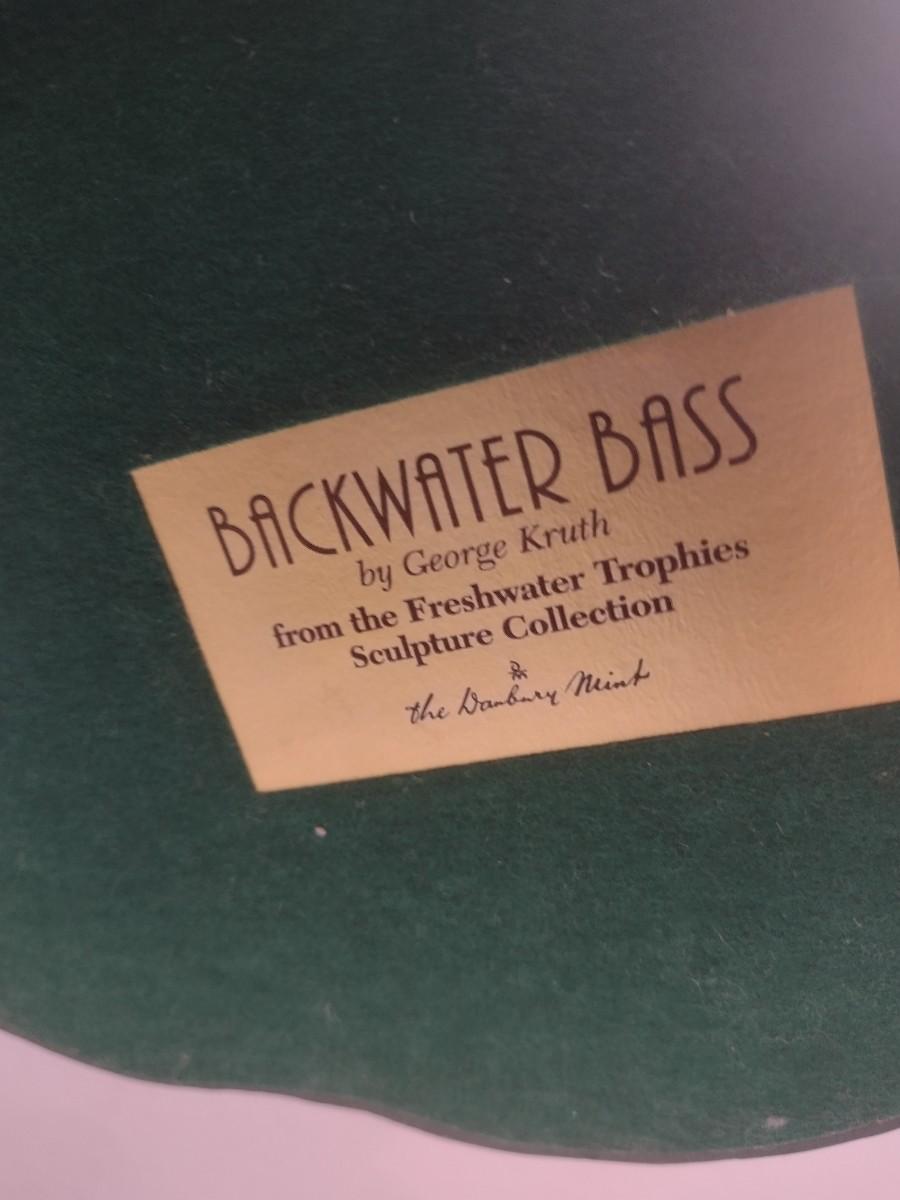 BACKWATER BASS
by George Kruth
from the Freshwater Trophies
Sculpture Collection
the Danbury Mint